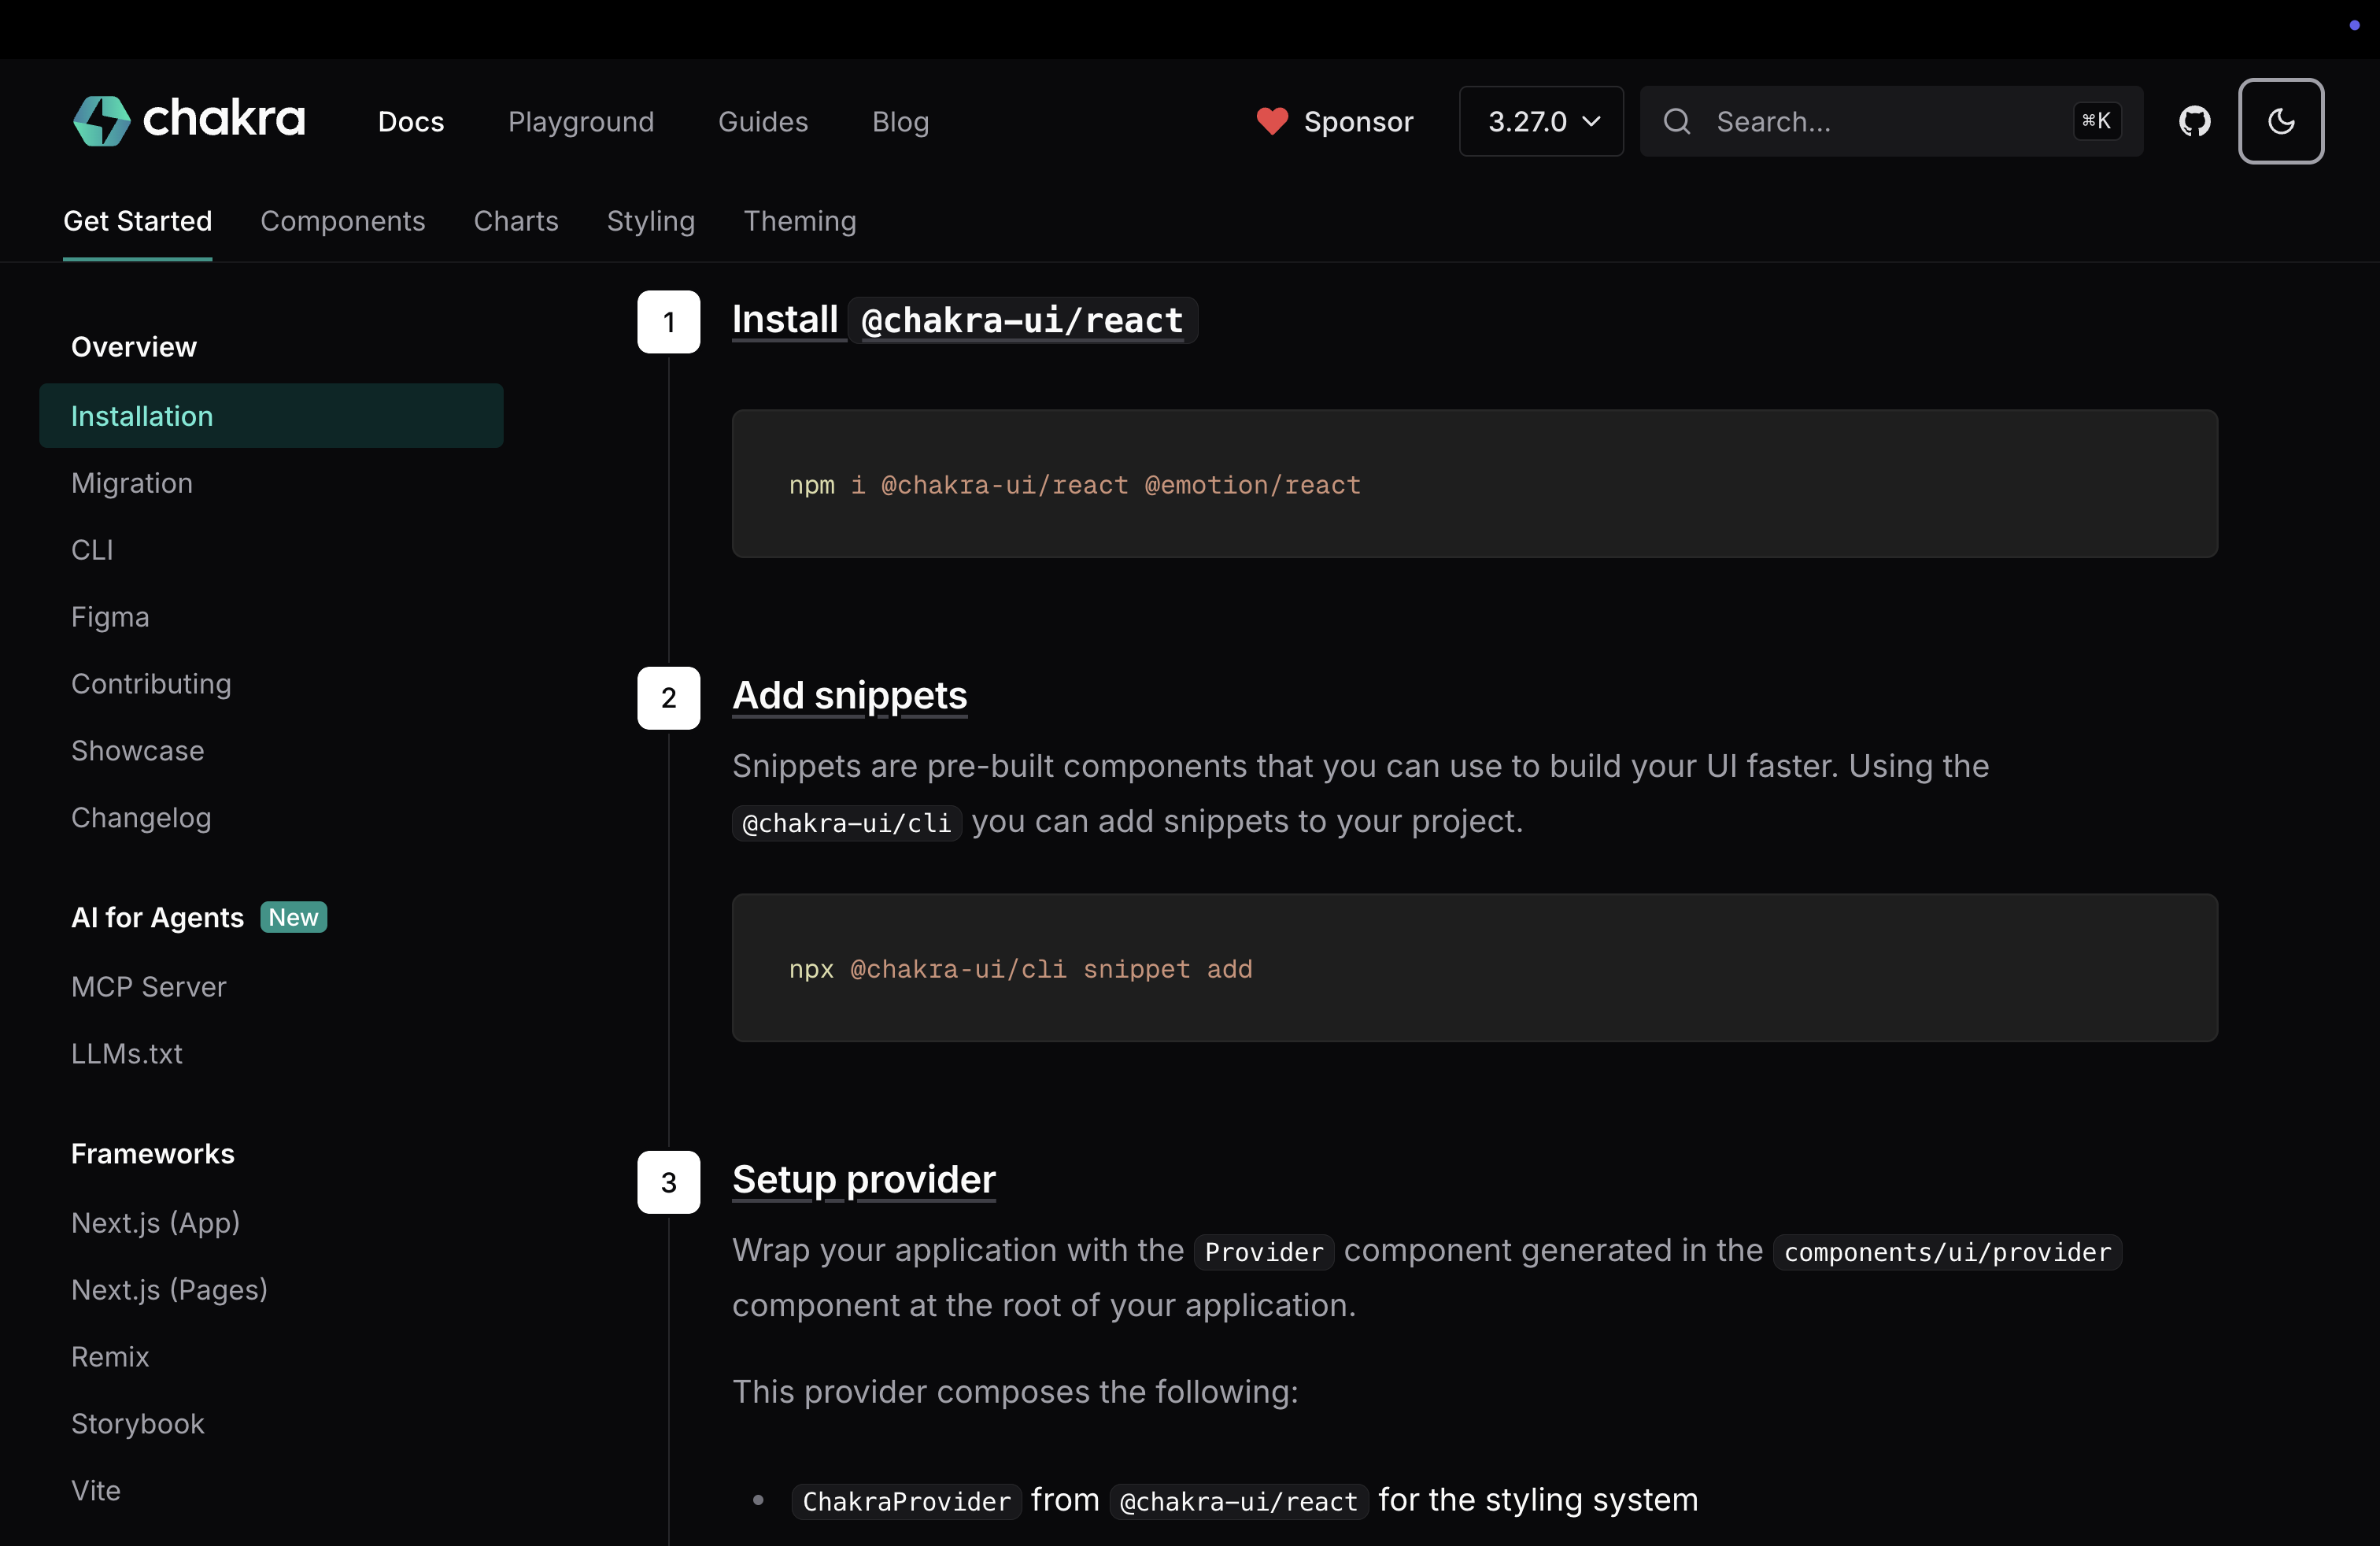 chakra
Docs
Playground
Guides
Blog
Sponsor
3.27.0
Search...
⌘K
Get Started
Components
Charts
Styling
Theming
Overview
Installation
Migration
CLI
Figma
Contributing
Showcase
Changelog
AI for Agents New
MCP Server
LLMs.txt
Frameworks
Next.js (App)
Next.js (Pages)
Remix
Storybook
Vite
1
Install @chakra-ui/react
npm i @chakra-ui/react @emotion/react
2
Add snippets
Snippets are pre-built components that you can use to build your UI faster. Using the
@chakra-ui/cli you can add snippets to your project.
npx @chakra-ui/cli snippet add
3
Setup provider
Wrap your application with the Provider component generated in the components/ui/provider
component at the root of your application.
This provider composes the following:
• ChakraProvider from @chakra-ui/react for the styling system